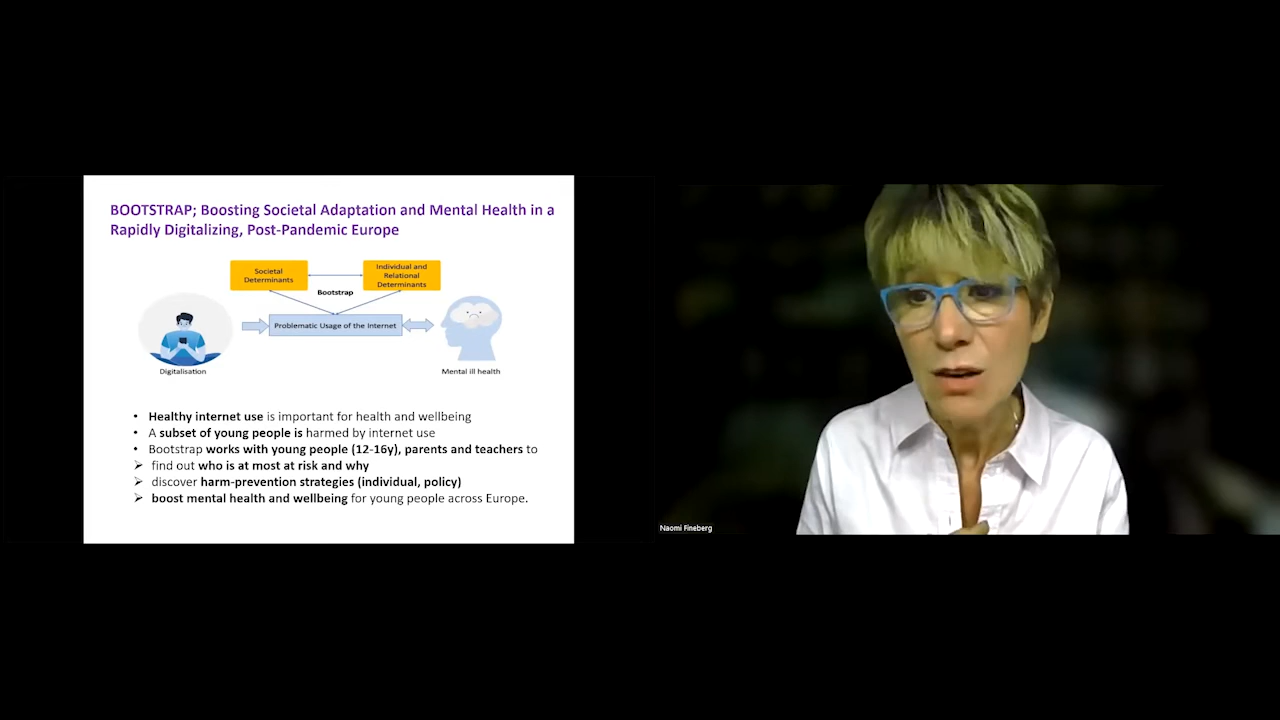 BOOTSTRAP; Boosting Societal Adaptation and Mental Health in a
Rapidly Digitalizing, Post-Pandemic Europe
Societal
Determinants
Individual and
Relational
Determinants
Bootstrap
Problematic Usage of the Internet
Digitalisation
Mental ill health
• Healthy internet use is important for health and wellbeing
• A subset of young people is harmed by internet use
• Bootstrap works with young people (12-16y), parents and teachers to
➢ find out who is at most at risk and why
➢ discover harm-prevention strategies (individual, policy)
➢ boost mental health and wellbeing for young people across Europe.
Naomi Fineberg